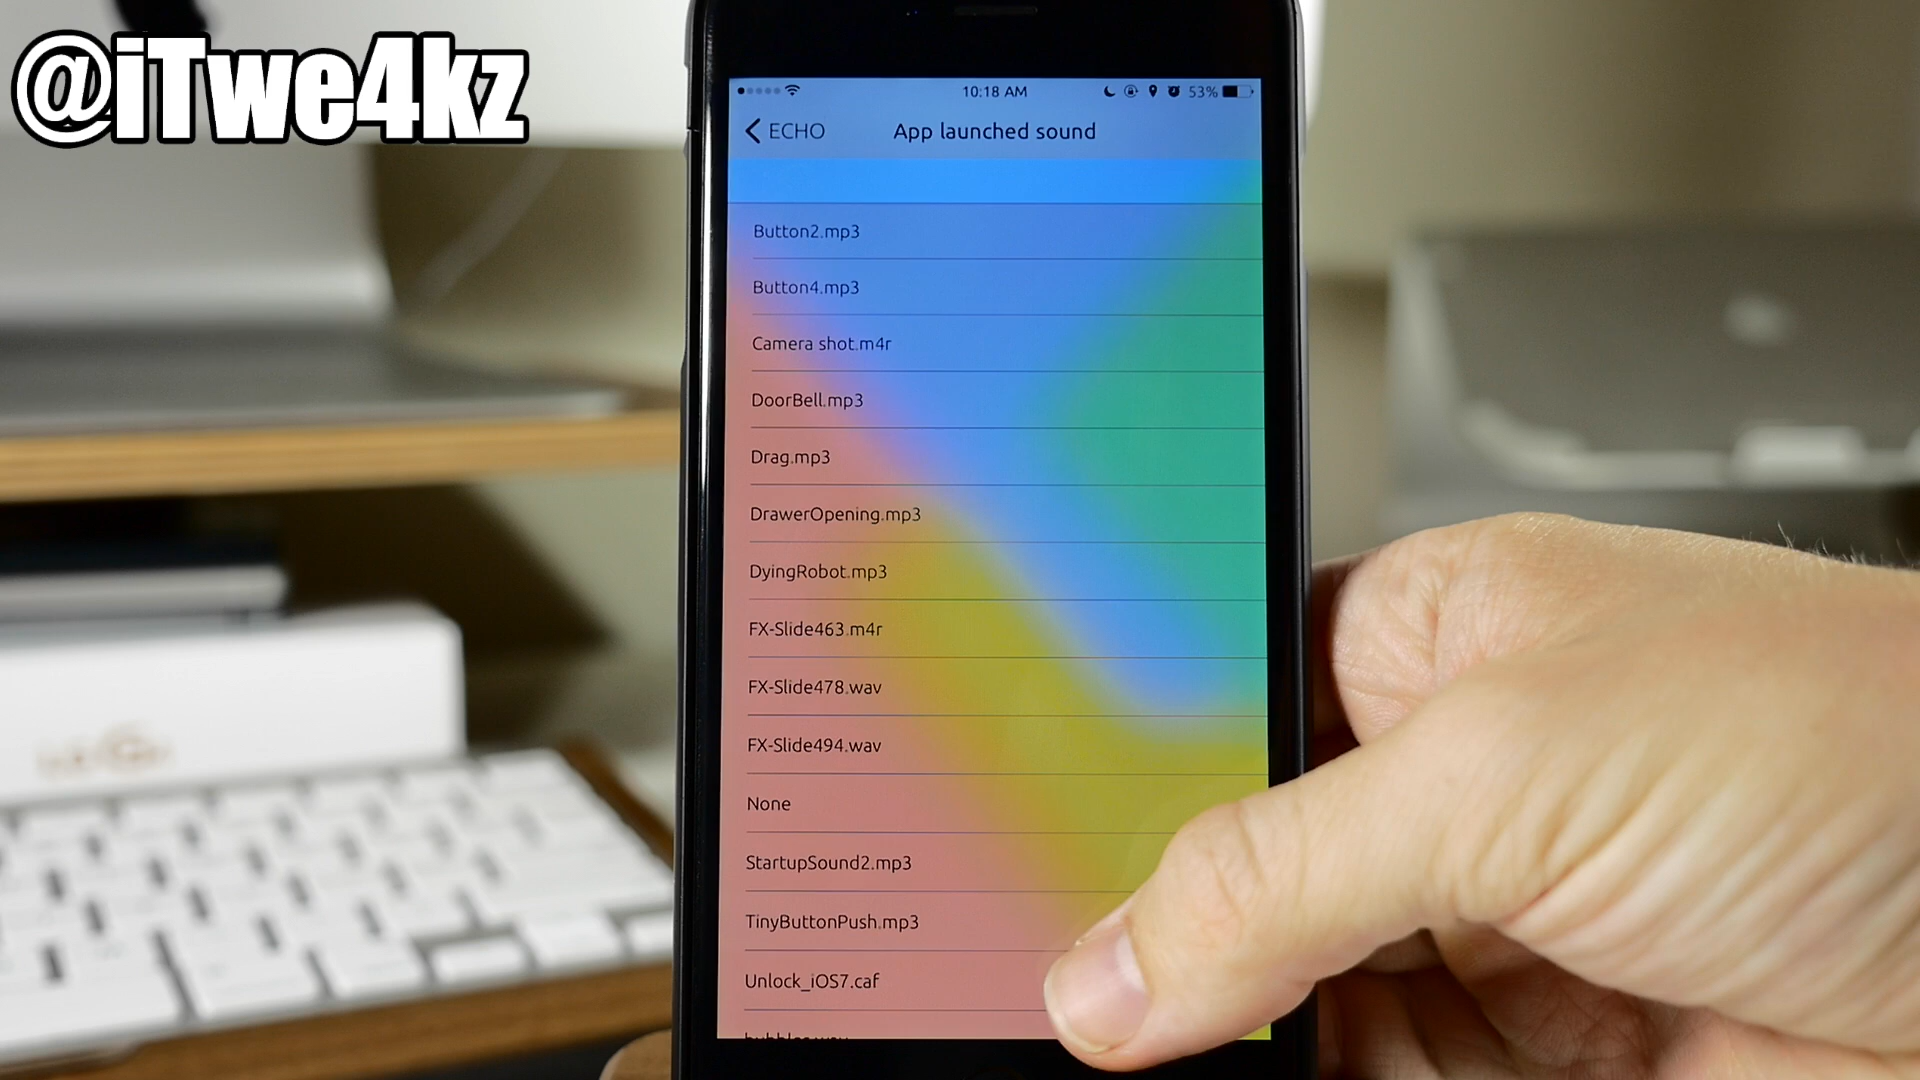 @iTwe4kz
10:18 AM
53%
ECHO
App launched sound
Button2.mp3
Button4.mp3
Camera shot.m4r
DoorBell.mp3
Drag.mp3
DrawerOpening.mp3
DyingRobot.mp3
FX-Slide463.m4r
FX-Slide478.wav
FX-Slide494.wav
None
StartupSound2.mp3
TinyButtonPush.mp3
Unlock_iOS7.caf